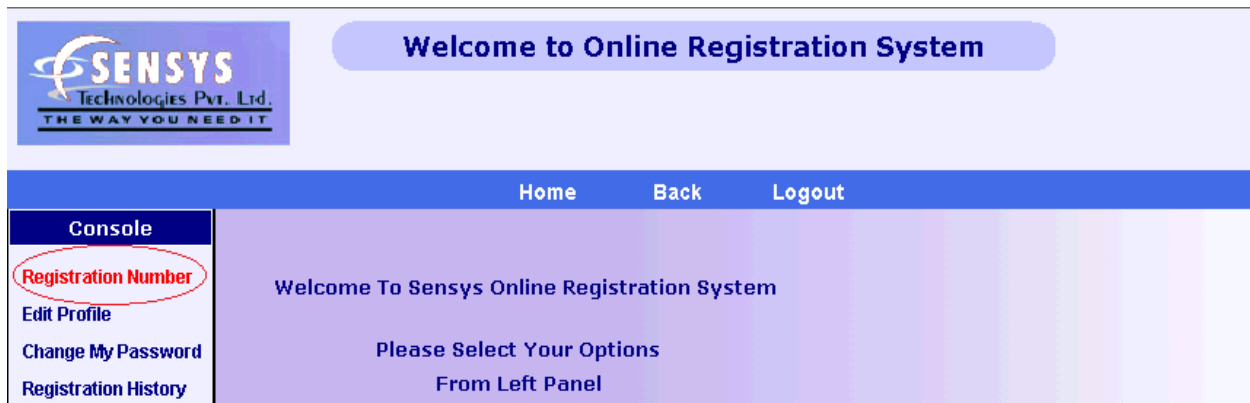 SENSYS
Technologies Pvt. Ltd.
THE WAY YOU NEED IT
Welcome to Online Registration System
Home Back Logout
Console
Registration Number
Edit Profile
Change My Password
Registration History
Welcome To Sensys Online Registration System
Please Select Your Options
From Left Panel